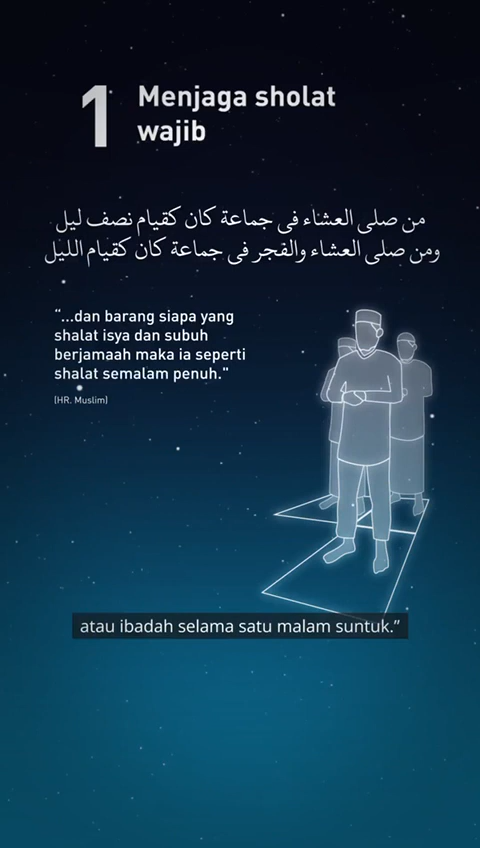 1
Menjaga sholat
wajib
من صلى العشاء فى جماعة كان كقيام نصف ليل
ومن صلى العشاء والفجر فى جماعة كان كقيام الليل
“...dan barang siapa yang
shalat isya dan subuh
berjamaah maka ia seperti
shalat semalam penuh."
(HR. Muslim)
atau ibadah selama satu malam suntuk.”